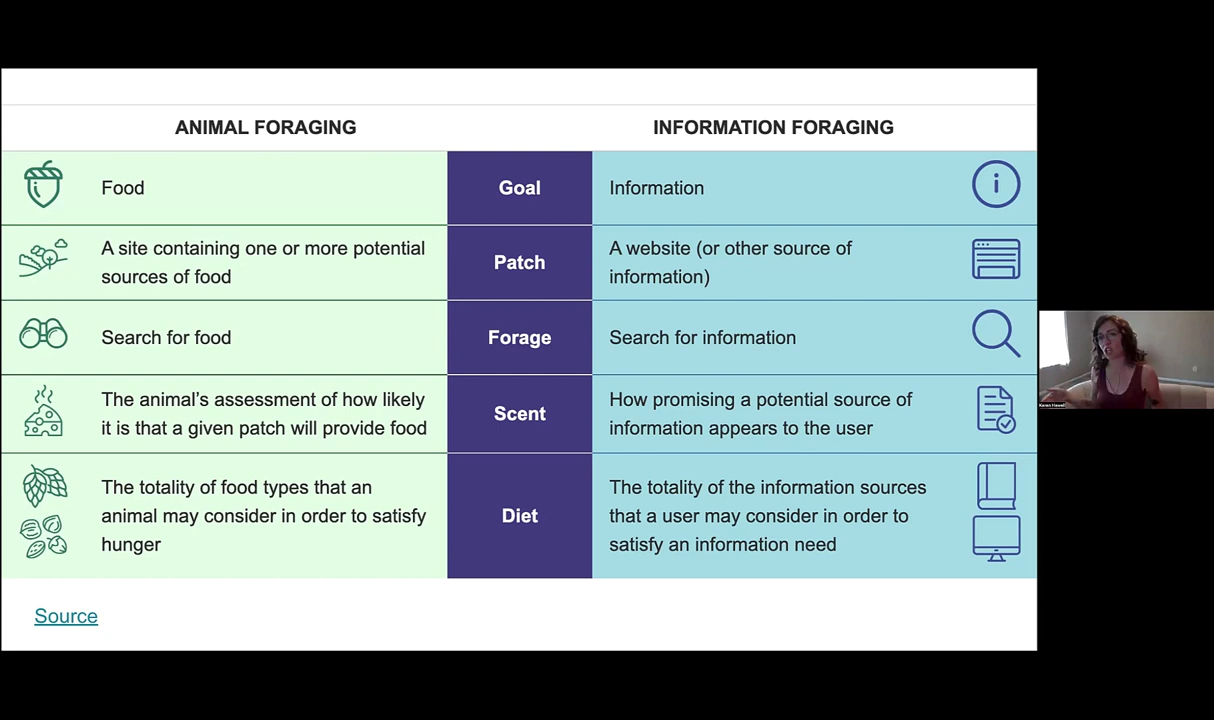 ANIMAL FORAGING
INFORMATION FORAGING
Food
Goal
Information
A site containing one or more potential
sources of food
Patch
A website (or other source of
information)
Search for food
Forage
Search for information
The animal's assessment of how likely
it is that a given patch will provide food
Scent
How promising a potential source of
information appears to the user
The totality of food types that an
animal may consider in order to satisfy
hunger
Diet
The totality of the information sources
that a user may consider in order to
satisfy an information need
Source